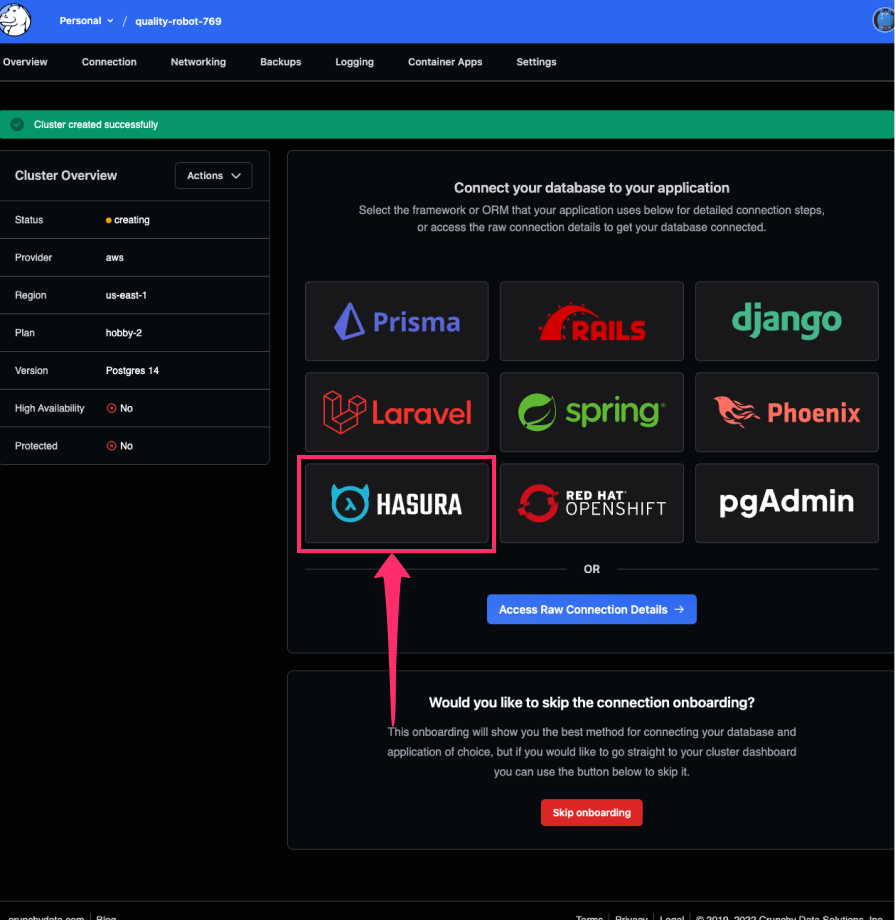 Personal / quality-robot-769
Overview Connection Networking Backups Logging Container Apps Settings
Cluster created successfully
Cluster Overview Actions
Status creating
Provider aws
Region us-east-1
Plan hobby-2
Version Postgres 14
High Availability No
Protected No
Connect your database to your application
Select the framework or ORM that your application uses below for detailed connection steps,
or access the raw connection details to get your database connected.
Prisma RAILS django
Laravel spring Phoenix
HASURA RED HAT OPENSHIFT pgAdmin
OR
Access Raw Connection Details →
Would you like to skip the connection onboarding?
This onboarding will show you the best method for connecting your database and
application of choice, but if you would like to go straight to your cluster dashboard
you can use the button below to skip it.
Skip onboarding
crunchydata.com Blog Terms Privacy Legal © 2019-2022 Crunchy Data Solutions, Inc.